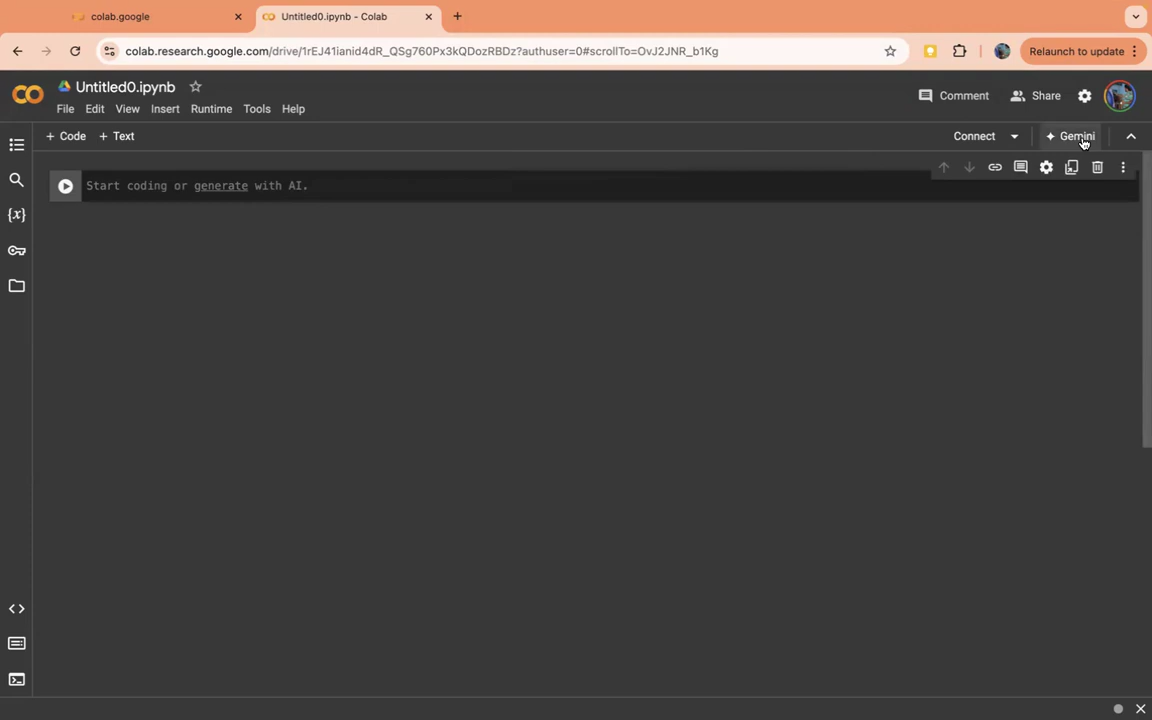 colab.google
Untitled0.ipynb - Colab
colab.research.google.com/drive/1rEJ41ianid4dR_QSg760Px3kQDozRBDz?authuser=0#scrollTo=OvJ2JNR_b1Kg
Relaunch to update
Untitled0.ipynb
File Edit View Insert Runtime Tools Help
Comment
Share
+ Code + Text
Connect
Gemini
{x}
Start coding or generate with AI.